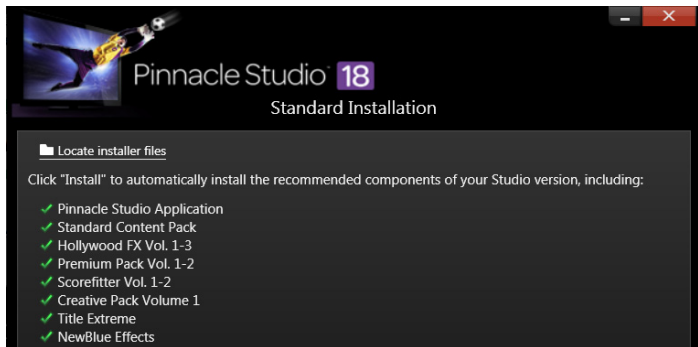 Pinnacle Studio 18
Standard Installation
Locate installer files
Click "Install" to automatically install the recommended components of your Studio version, including:
Pinnacle Studio Application
Standard Content Pack
Hollywood FX Vol. 1-3
Premium Pack Vol. 1-2
Scorefitter Vol. 1-2
Creative Pack Volume 1
Title Extreme
NewBlue Effects